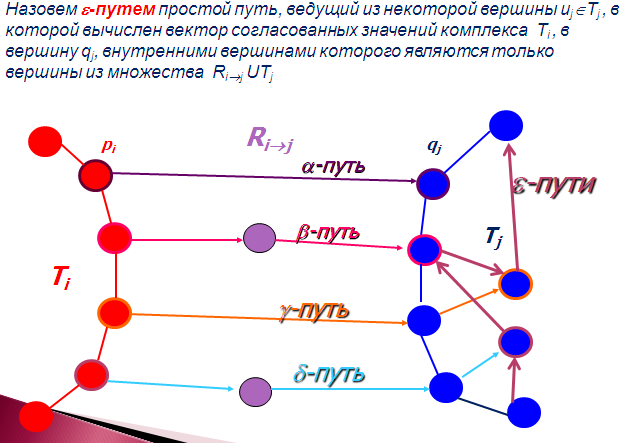 Назовем ε-путем простой путь, ведущий из некоторой вершины uj∈Tj , в
которой вычислен вектор согласованных значений комплекса Ti , в
вершину qj, внутренними вершинами которого являются только
вершины из множества Ri→j UTj
pi
Ri→j
qj
α-путь
ε-пути
β-путь
Tj
Ti
γ-путь
δ-путь